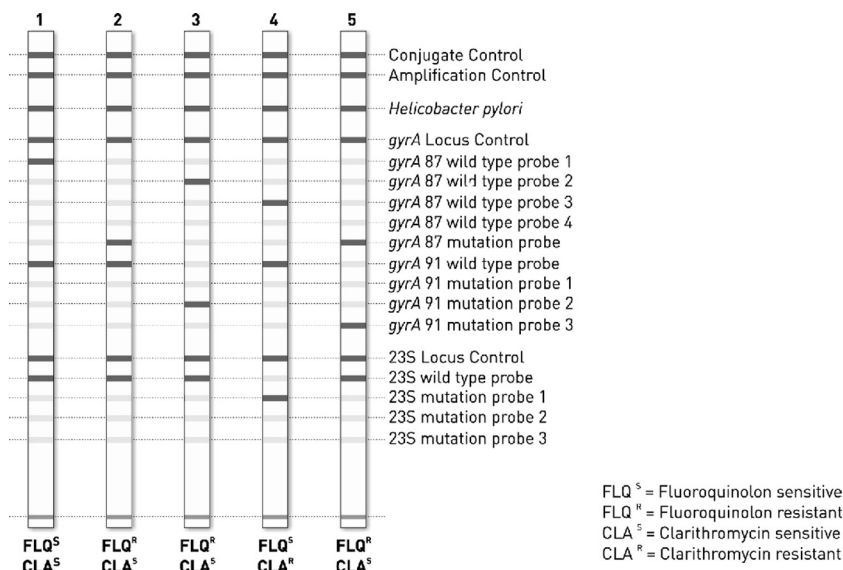 1 2 3 4 5
Conjugate Control
Amplification Control
Helicobacter pylori
gyrA Locus Control
gyrA 87 wild type probe 1
gyrA 87 wild type probe 2
gyrA 87 wild type probe 3
gyrA 87 wild type probe 4
gyrA 87 mutation probe
gyrA 91 wild type probe
gyrA 91 mutation probe 1
gyrA 91 mutation probe 2
gyrA 91 mutation probe 3
23S Locus Control
23S wild type probe
23S mutation probe 1
23S mutation probe 2
23S mutation probe 3
FLQ^S FLQ^R FLQ^R FLQ^S FLQ^R
CLA^S CLA^S CLA^S CLA^R CLA^S
FLQ ^S = Fluoroquinolon sensitive
FLQ ^R = Fluoroquinolon resistant
CLA ^S = Clarithromycin sensitive
CLA ^R = Clarithromycin resistant